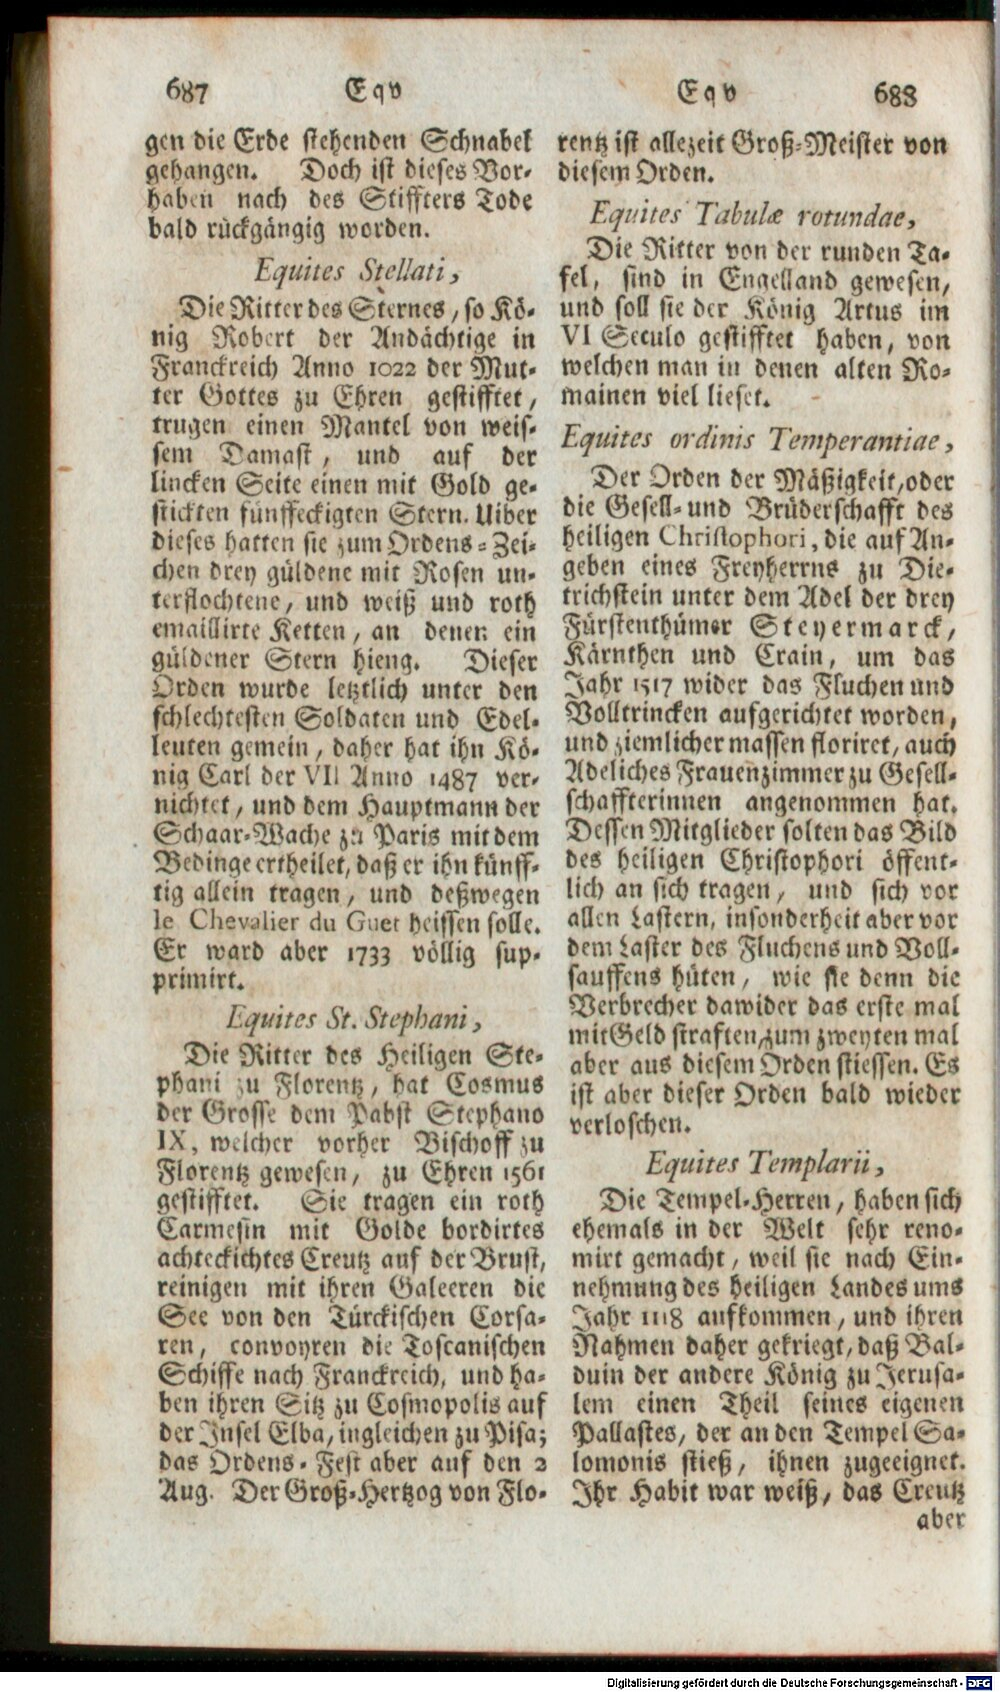 687 Eqv
gen die Erde stehenden Schnabel
gehangen. Doch ist dieses Vor-
haben nach des Stiffters Tode
bald rückgängig worden.
Equites Stellati,
Die Ritter des Sternes, so Kö-
nig Robert der Andächtige in
Franckreich Anno 1022 der Mut-
ter Gottes zu Ehren gestifftet,
trugen einen Mantel von weis-
sem Damast, und auf der
lincken Seite einen mit Gold ge-
stickten fünffeckigten Stern. Uiber
dieses hatten sie zum Ordens-Zei-
chen drey güldene mit Rosen un-
terflochtene, und weiß und roth
emaillirte Ketten, an denen ein
güldener Stern hieng. Dieser
Orden wurde letztlich unter den
schlechtesten Soldaten und Edel-
leuten gemein, daher hat ihn Kö-
nig Carl der VII Anno 1487 ver-
nichtet, und dem Hauptmann der
Schaar-Wache zu Paris mit dem
Bedinge ertheilet, daß er ihn künff-
tig allein tragen, und deßwegen
le Chevalier du Guet heissen solle.
Er ward aber 1733 völlig sup-
primirt.
Equites St. Stephani,
Die Ritter des Heiligen Ste-
phani zu Florentz, hat Cosmus
der Grosse dem Pabst Stephano
IX, welcher vorher Bischoff zu
Florentz gewesen, zu Ehren 1561
gestifftet. Sie tragen ein roth
Carmesin mit Golde bordirtes
achteckichtes Creutz auf der Brust,
reinigen mit ihren Galeeren die
See von den Türckischen Corsa-
ren, convoyren die Toscanischen
Schiffe nach Franckreich, und ha-
ben ihren Sitz zu Cosmopolis auf
der Insel Elba, ingleichen zu Pisa;
das Ordens-Fest aber auf den 2
Aug. Der Groß-Hertzog von Flo-
Eqv 688
rentz ist allezeit Groß-Meister von
diesem Orden.
Equites Tabulæ rotundae,
Die Ritter von der runden Ta-
fel, sind in Engelland gewesen,
und soll sie der König Artus im
VI Seculo gestifftet haben, von
welchen man in denen alten Ro-
mainen viel lieset.
Equites ordinis Temperantiae,
Der Orden der Mäßigkeit, oder
die Gesell- und Brüderschafft des
heiligen Christophori, die auf An-
geben eines Freyherrns zu Die-
trichstein unter dem Adel der drey
Fürstenthümer Steyermarck,
Kärnthen und Crain, um das
Jahr 1517 wider das Fluchen und
Volltrincken aufgerichtet worden,
und ziemlicher massen floriret, auch
Adeliches Frauenzimmer zu Gesell-
schaffterinnen angenommen hat.
Dessen Mitglieder solten das Bild
des heiligen Christophori öffent-
lich an sich tragen, und sich vor
allen Lastern, insonderheit aber vor
dem Laster des Fluchens und Voll-
sauffens hüten, wie sie denn die
Verbrecher dawider das erste mal
mit Geld straften, zum zweyten mal
aber aus diesem Orden stiessen. Es
ist aber dieser Orden bald wieder
verloschen.
Equites Templarii,
Die Tempel-Herren, haben sich
ehemals in der Welt sehr reno-
mirt gemacht, weil sie nach Ein-
nehmung des heiligen Landes ums
Jahr 1118 aufkommen, und ihren
Nahmen daher gekriegt, daß Bal-
duin der andere König zu Jerusa-
lem einen Theil seines eigenen
Pallastes, der an den Tempel Sa-
lomonis stieß, ihnen zugeeignet.
Ihr Habit war weiß, das Creutz
aber
Digitalisierung gefördert durch die Deutsche Forschungsgemeinschaft - DFG